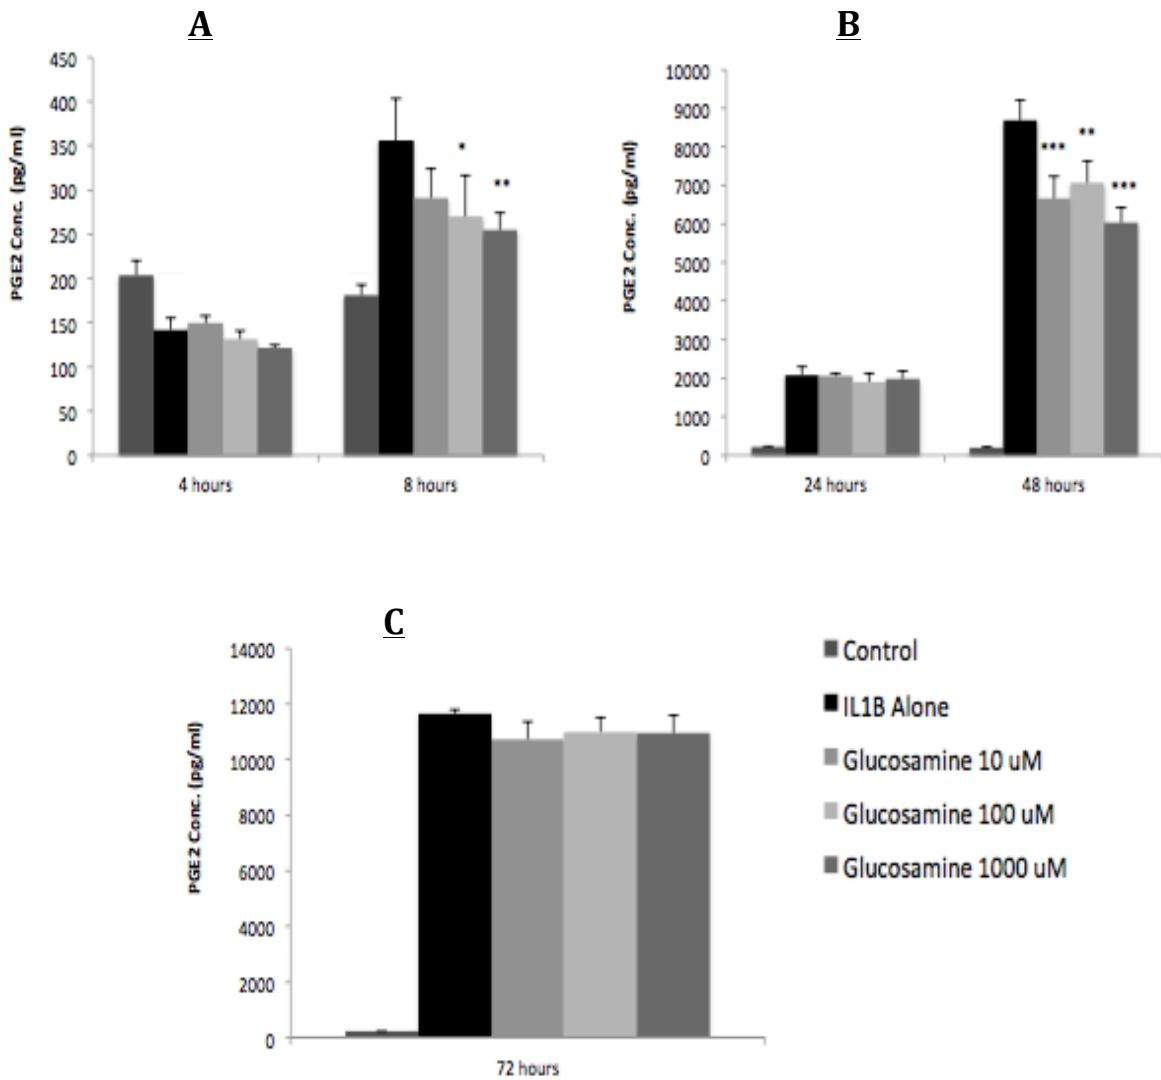 A
PGE2 Conc. (pg/ml)
450
400
350
300
250
200
150
100
50
0
*
**
4 hours
8 hours
B
PGE2 Conc. (pg/ml)
10000
9000
8000
7000
6000
5000
4000
3000
2000
1000
0
***
**
***
24 hours
48 hours
C
PGE2 Conc. (pg/ml)
14000
12000
10000
8000
6000
4000
2000
0
72 hours
Control
IL1B Alone
Glucosamine 10 uM
Glucosamine 100 uM
Glucosamine 1000 uM